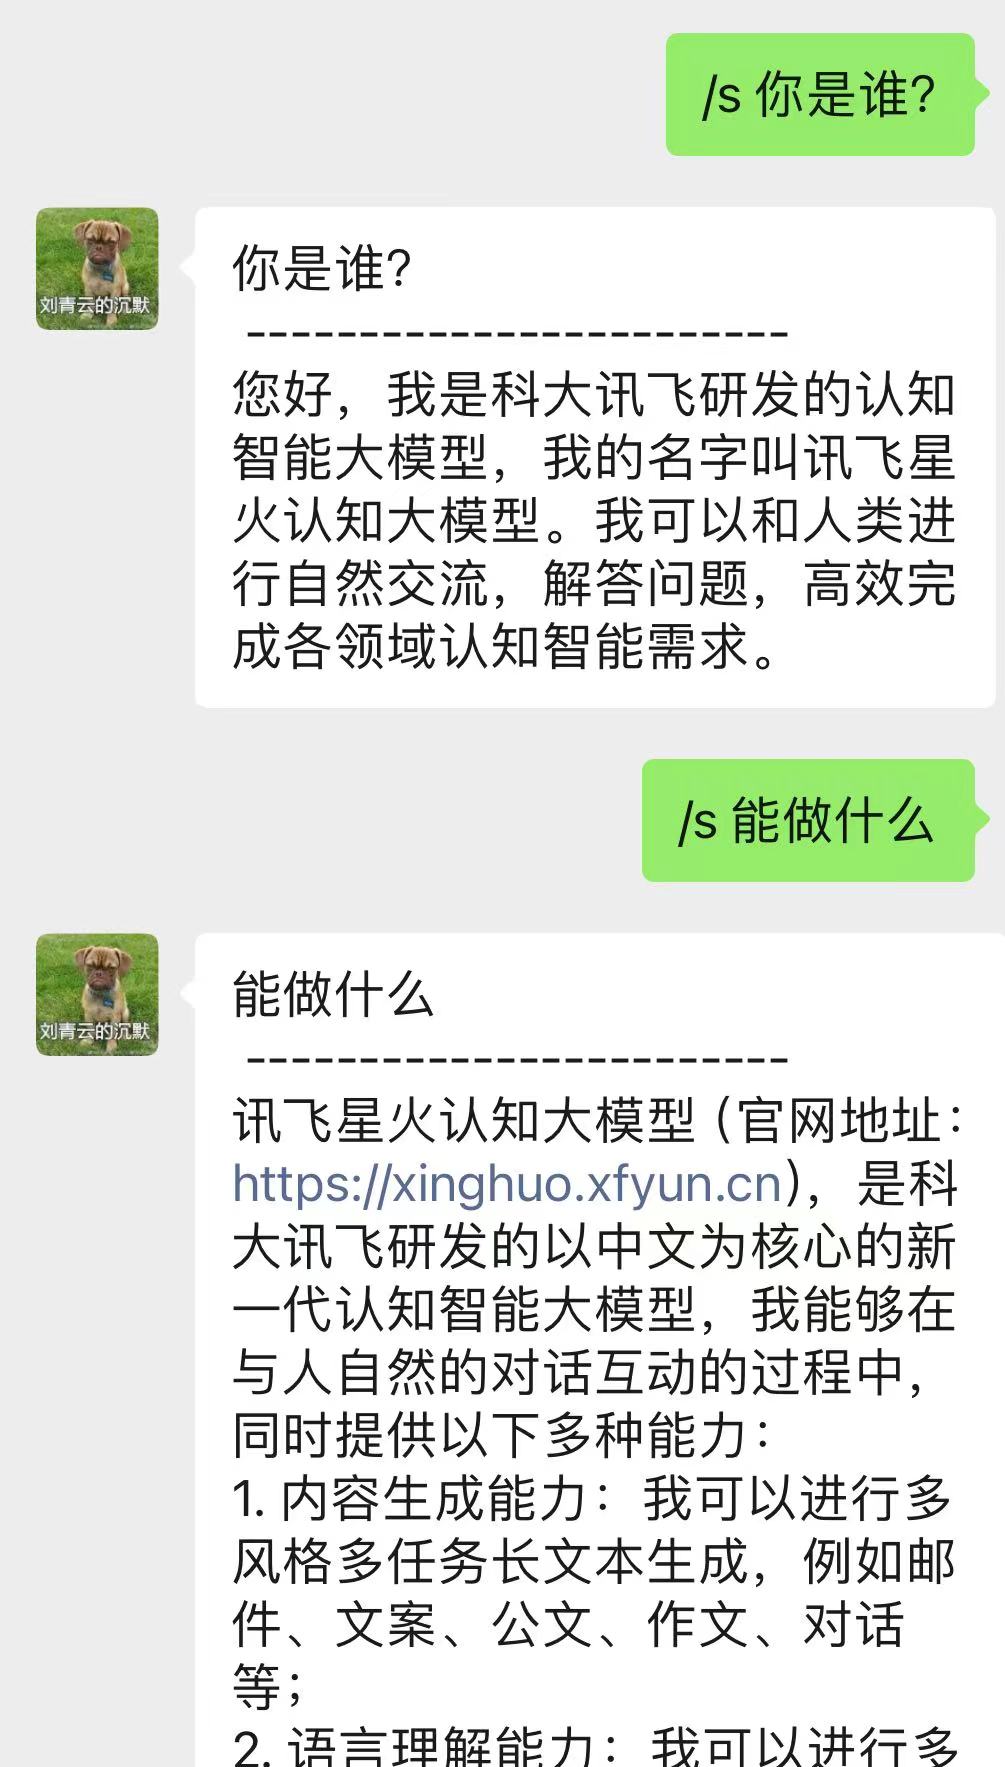 /s 你是谁?
你是谁?
刘青云的沉默
------------------------
您好，我是科大讯飞研发的认知
智能大模型，我的名字叫讯飞星
火认知大模型。我可以和人类进
行自然交流，解答问题，高效完
成各领域认知智能需求。
/s 能做什么
能做什么
刘青云的沉默
------------------------
讯飞星火认知大模型（官网地址：
https://xinghuo.xfyun.cn)，是科
大讯飞研发的以中文为核心的新
一代认知智能大模型，我能够在
与人自然的对话互动的过程中，
同时提供以下多种能力：
1. 内容生成能力：我可以进行多
风格多任务长文本生成，例如邮
件、文案、公文、作文、对话
等；
2. 语言理解能力：我可以进行多